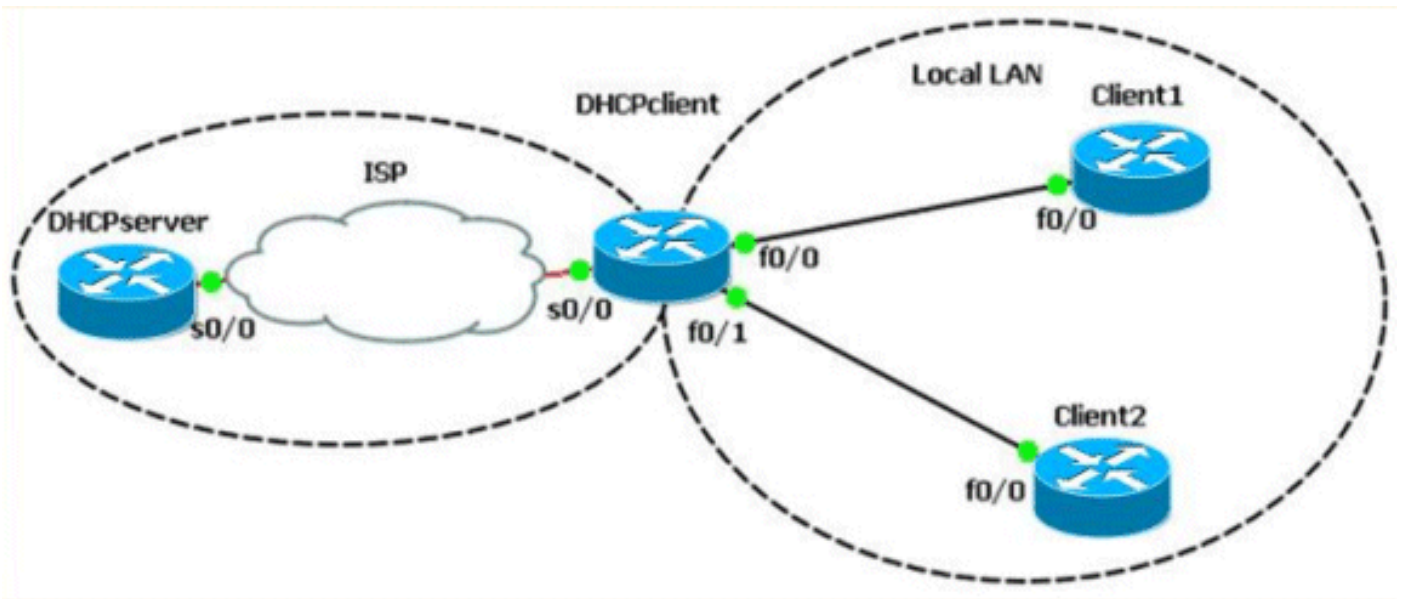 Local LAN
Client1
DHCPclient
ISP
DHCPserver
f0/0
f0/0
s0/0
s0/0
f0/1
Client2
f0/0